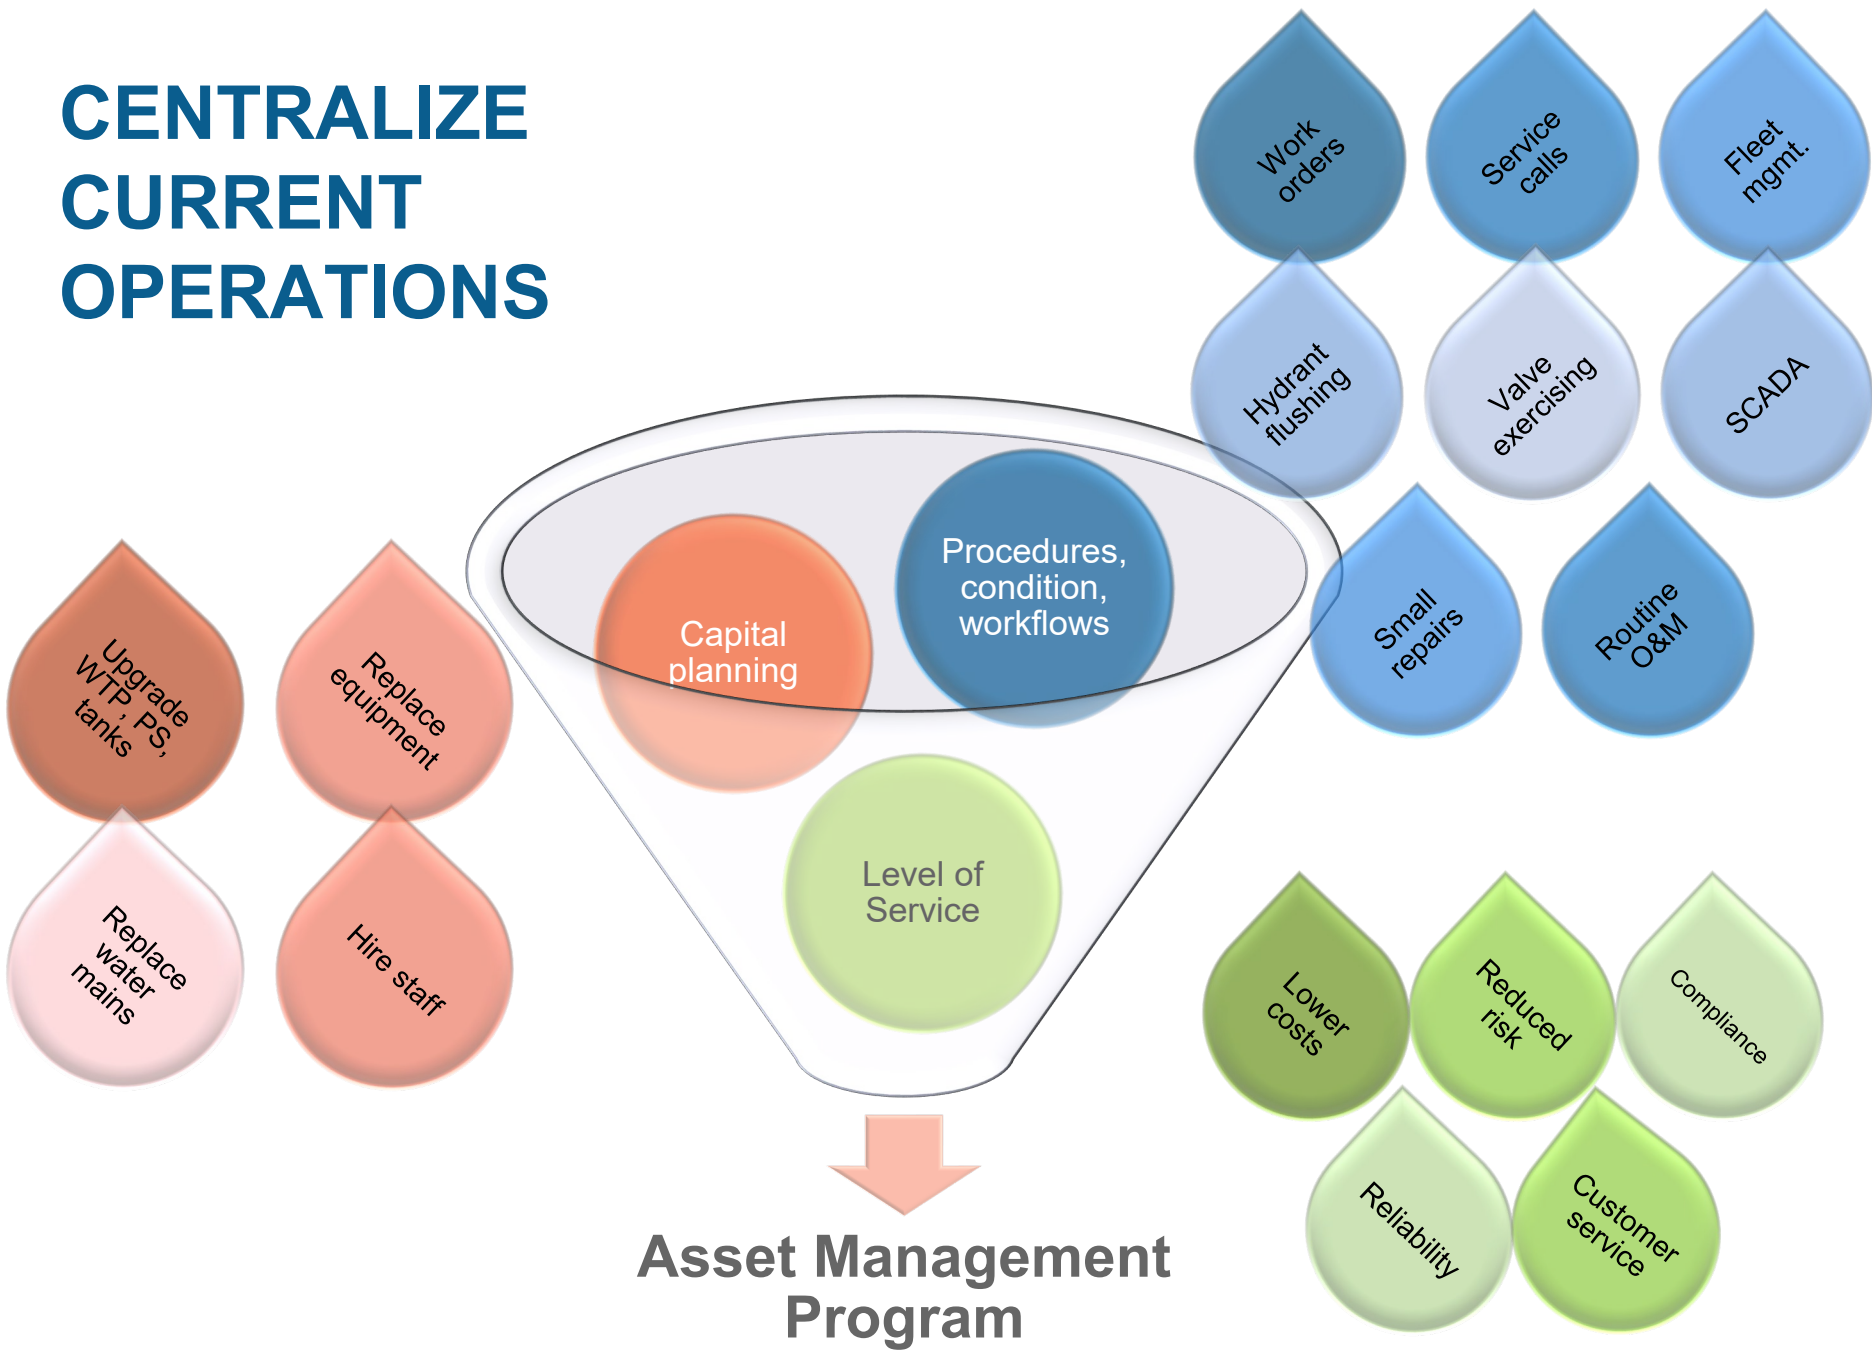 CENTRALIZE
CURRENT
OPERATIONS
Work
orders
Service
calls
Fleet
mgmt.
Hydrant
flushing
Valve
exercising
SCADA
Small
repairs
Routine
O&M
Procedures,
condition,
workflows
Capital
planning
Level of
Service
Upgrade
WTP, PS,
tanks
Replace
equipment
Replace
water
mains
Hire staff
Lower
costs
Reduced
risk
Compliance
Reliability
Customer
service
Asset Management
Program